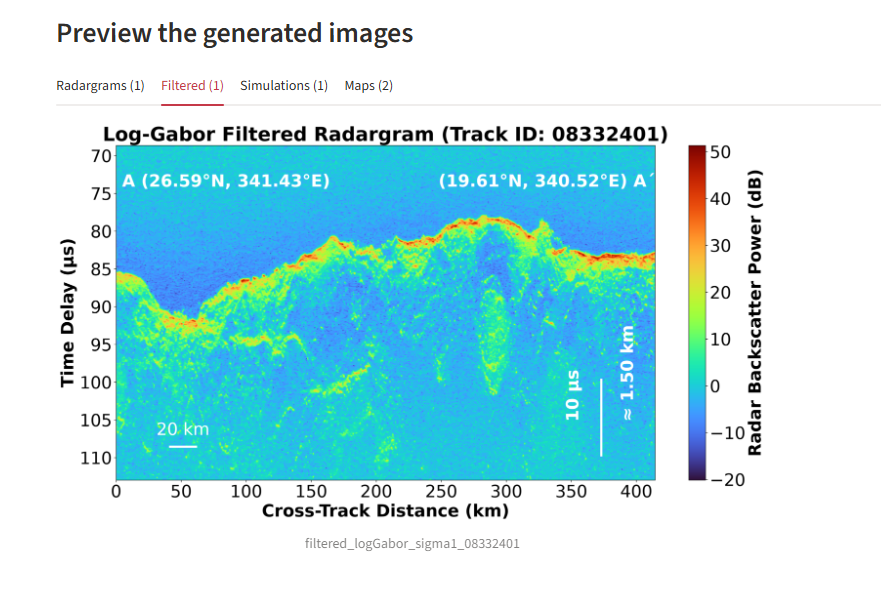 Preview the generated images
Radargrams (1) Filtered (1) Simulations (1) Maps (2)
Log-Gabor Filtered Radargram (Track ID: 08332401)
A (26.59°N, 341.43°E) (19.61°N, 340.52°E) A´
Time Delay (µs)
70
75
80
85
90
95
100
105
110
20 km
10 µs
≈ 1.50 km
0 50 100 150 200 250 300 350 400
Cross-Track Distance (km)
50
40
30
20
10
0
−10
−20
Radar Backscatter Power (dB)
filtered_logGabor_sigma1_08332401